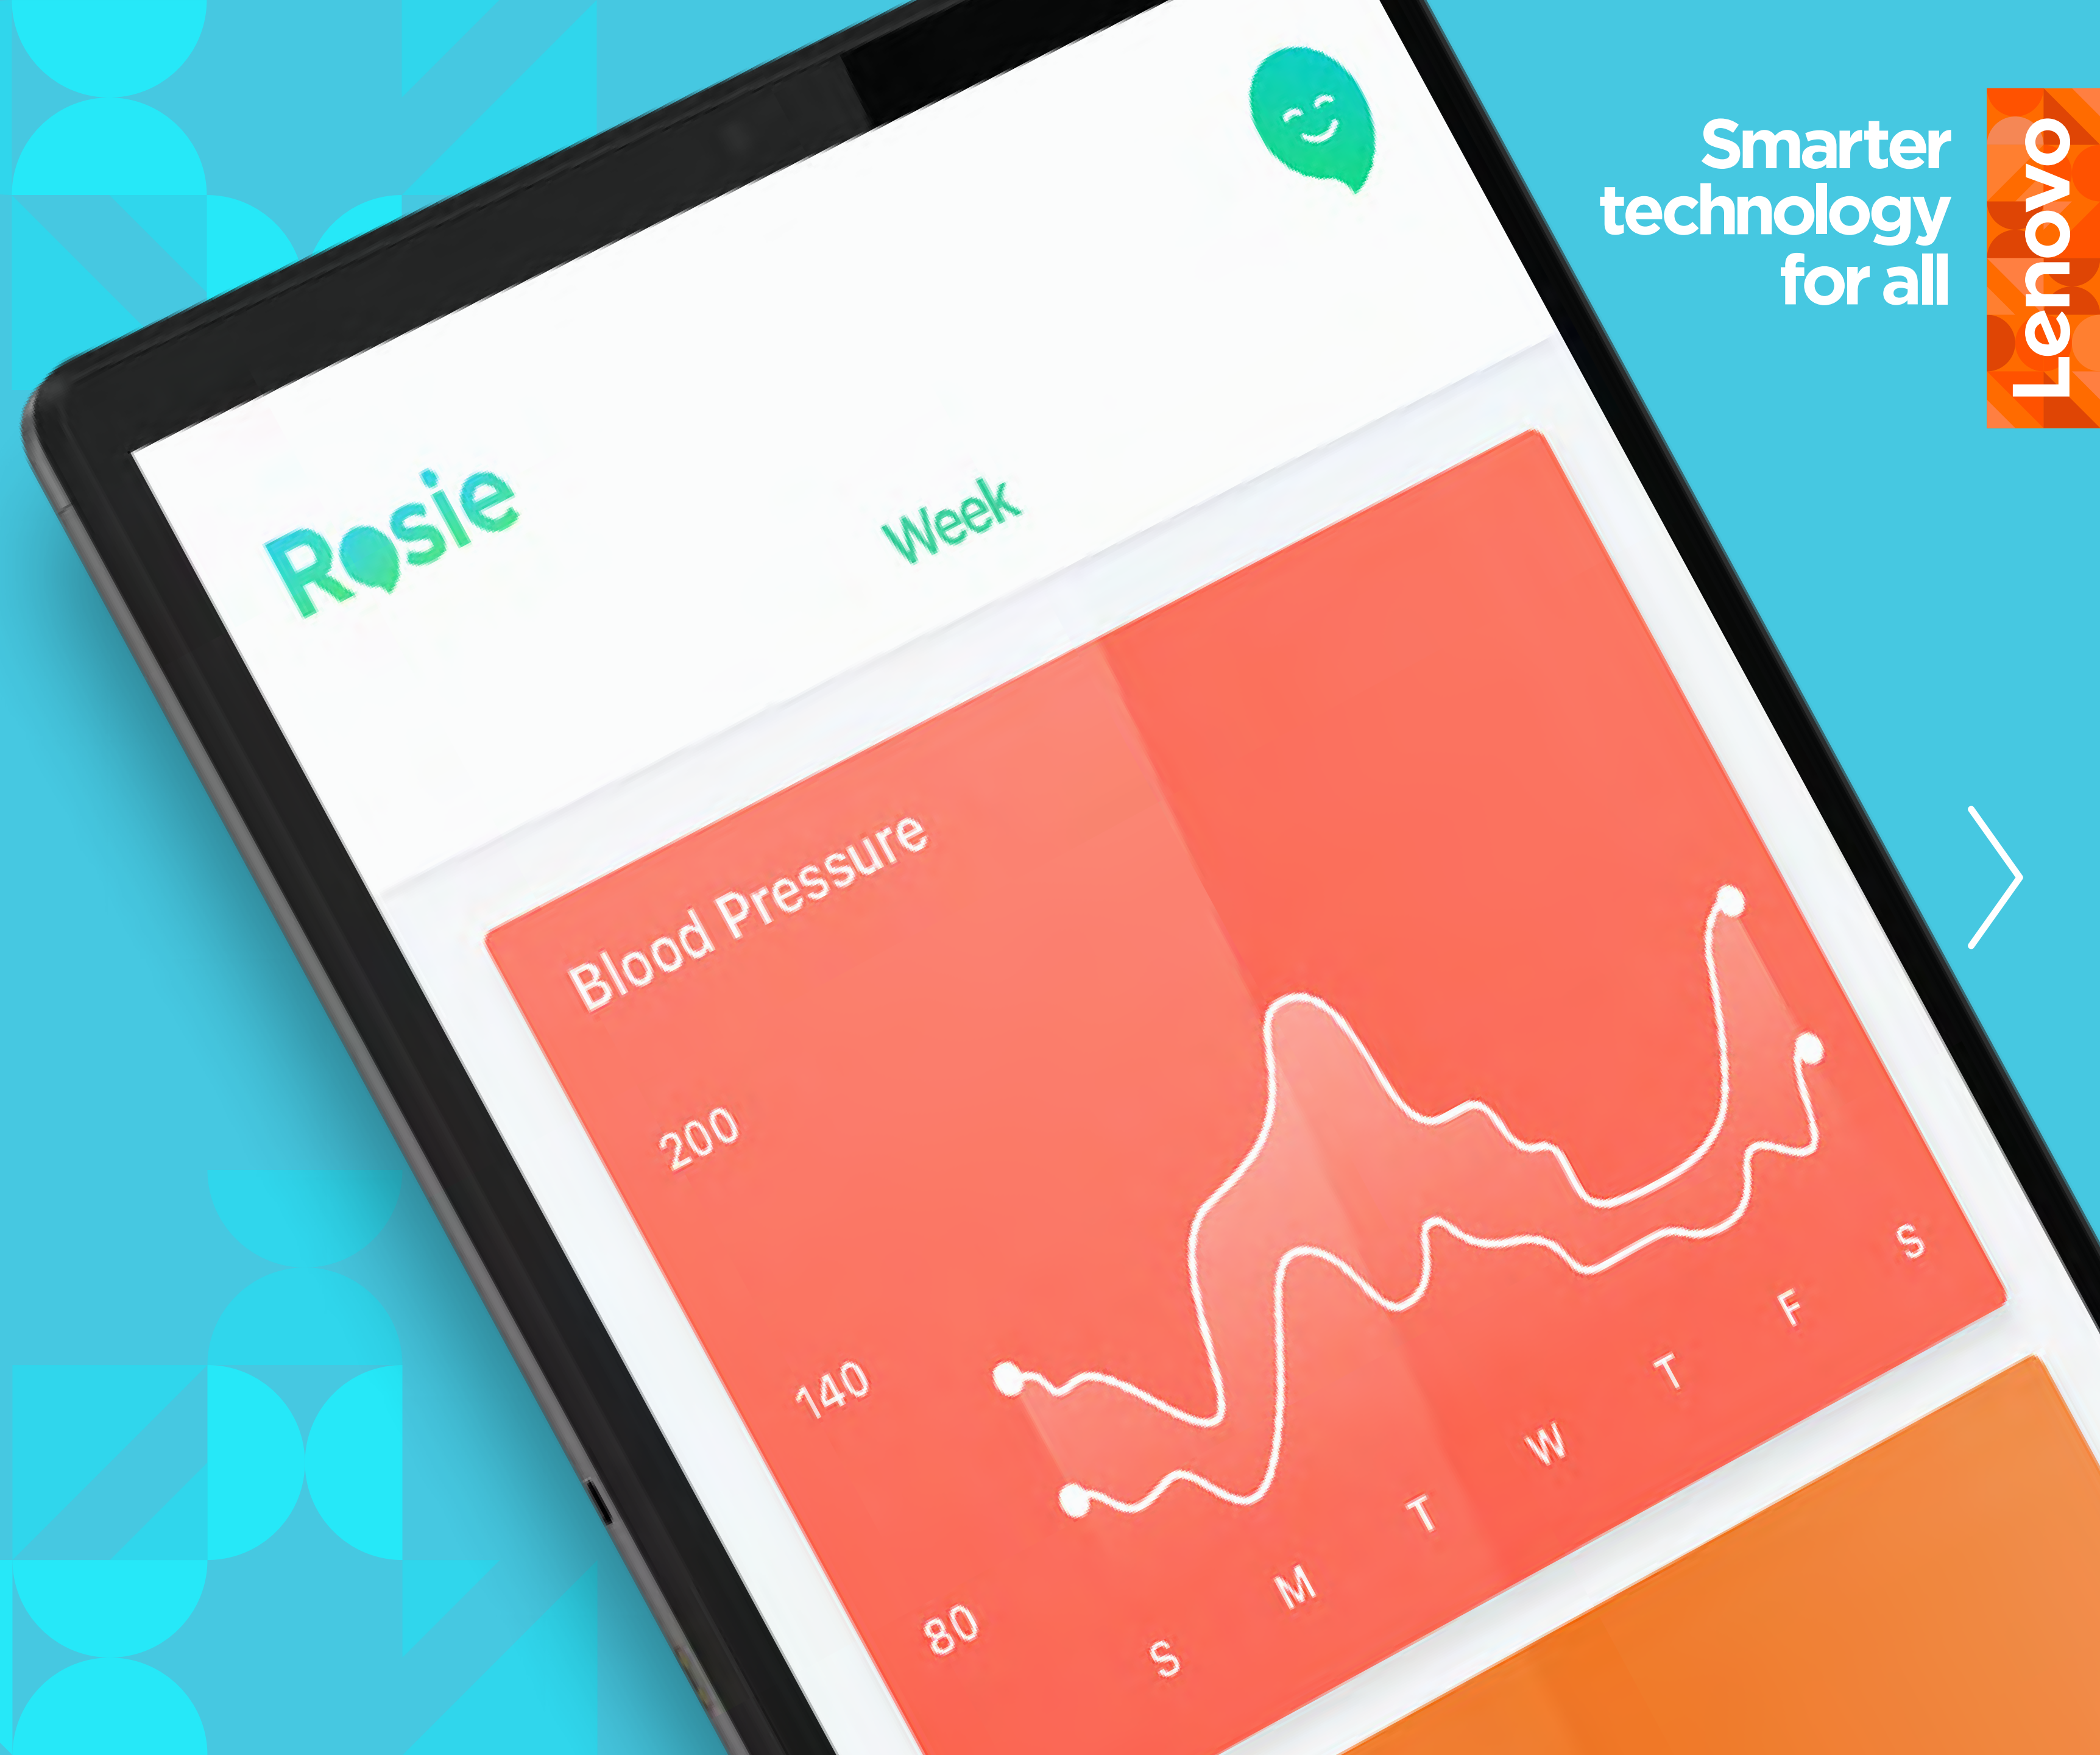 Smarter
technology
for all
Lenovo
Rosie
Week
Blood Pressure
200
140
80
S M T W T F S